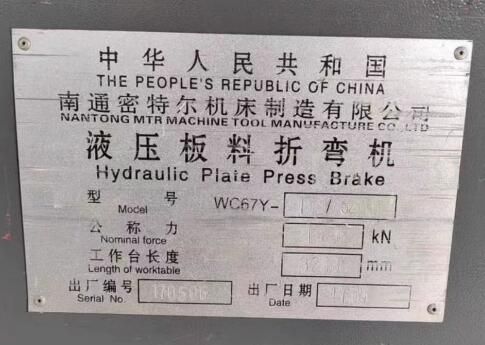 中华人民共和国
THE PEOPLE'S REPUBLIC OF CHINA
南通密特尔机床制造有限公司
NANTONG MTR MACHINE TOOL MANUFACTURE CO.,LTD
液压板料折弯机
Hydraulic Plate Press Brake
型号 WC67Y- /
Model
公称力 kN
Nominal force
工作台长度 mm
Length of worktable
出厂编号 出厂日期
Serial No. Date